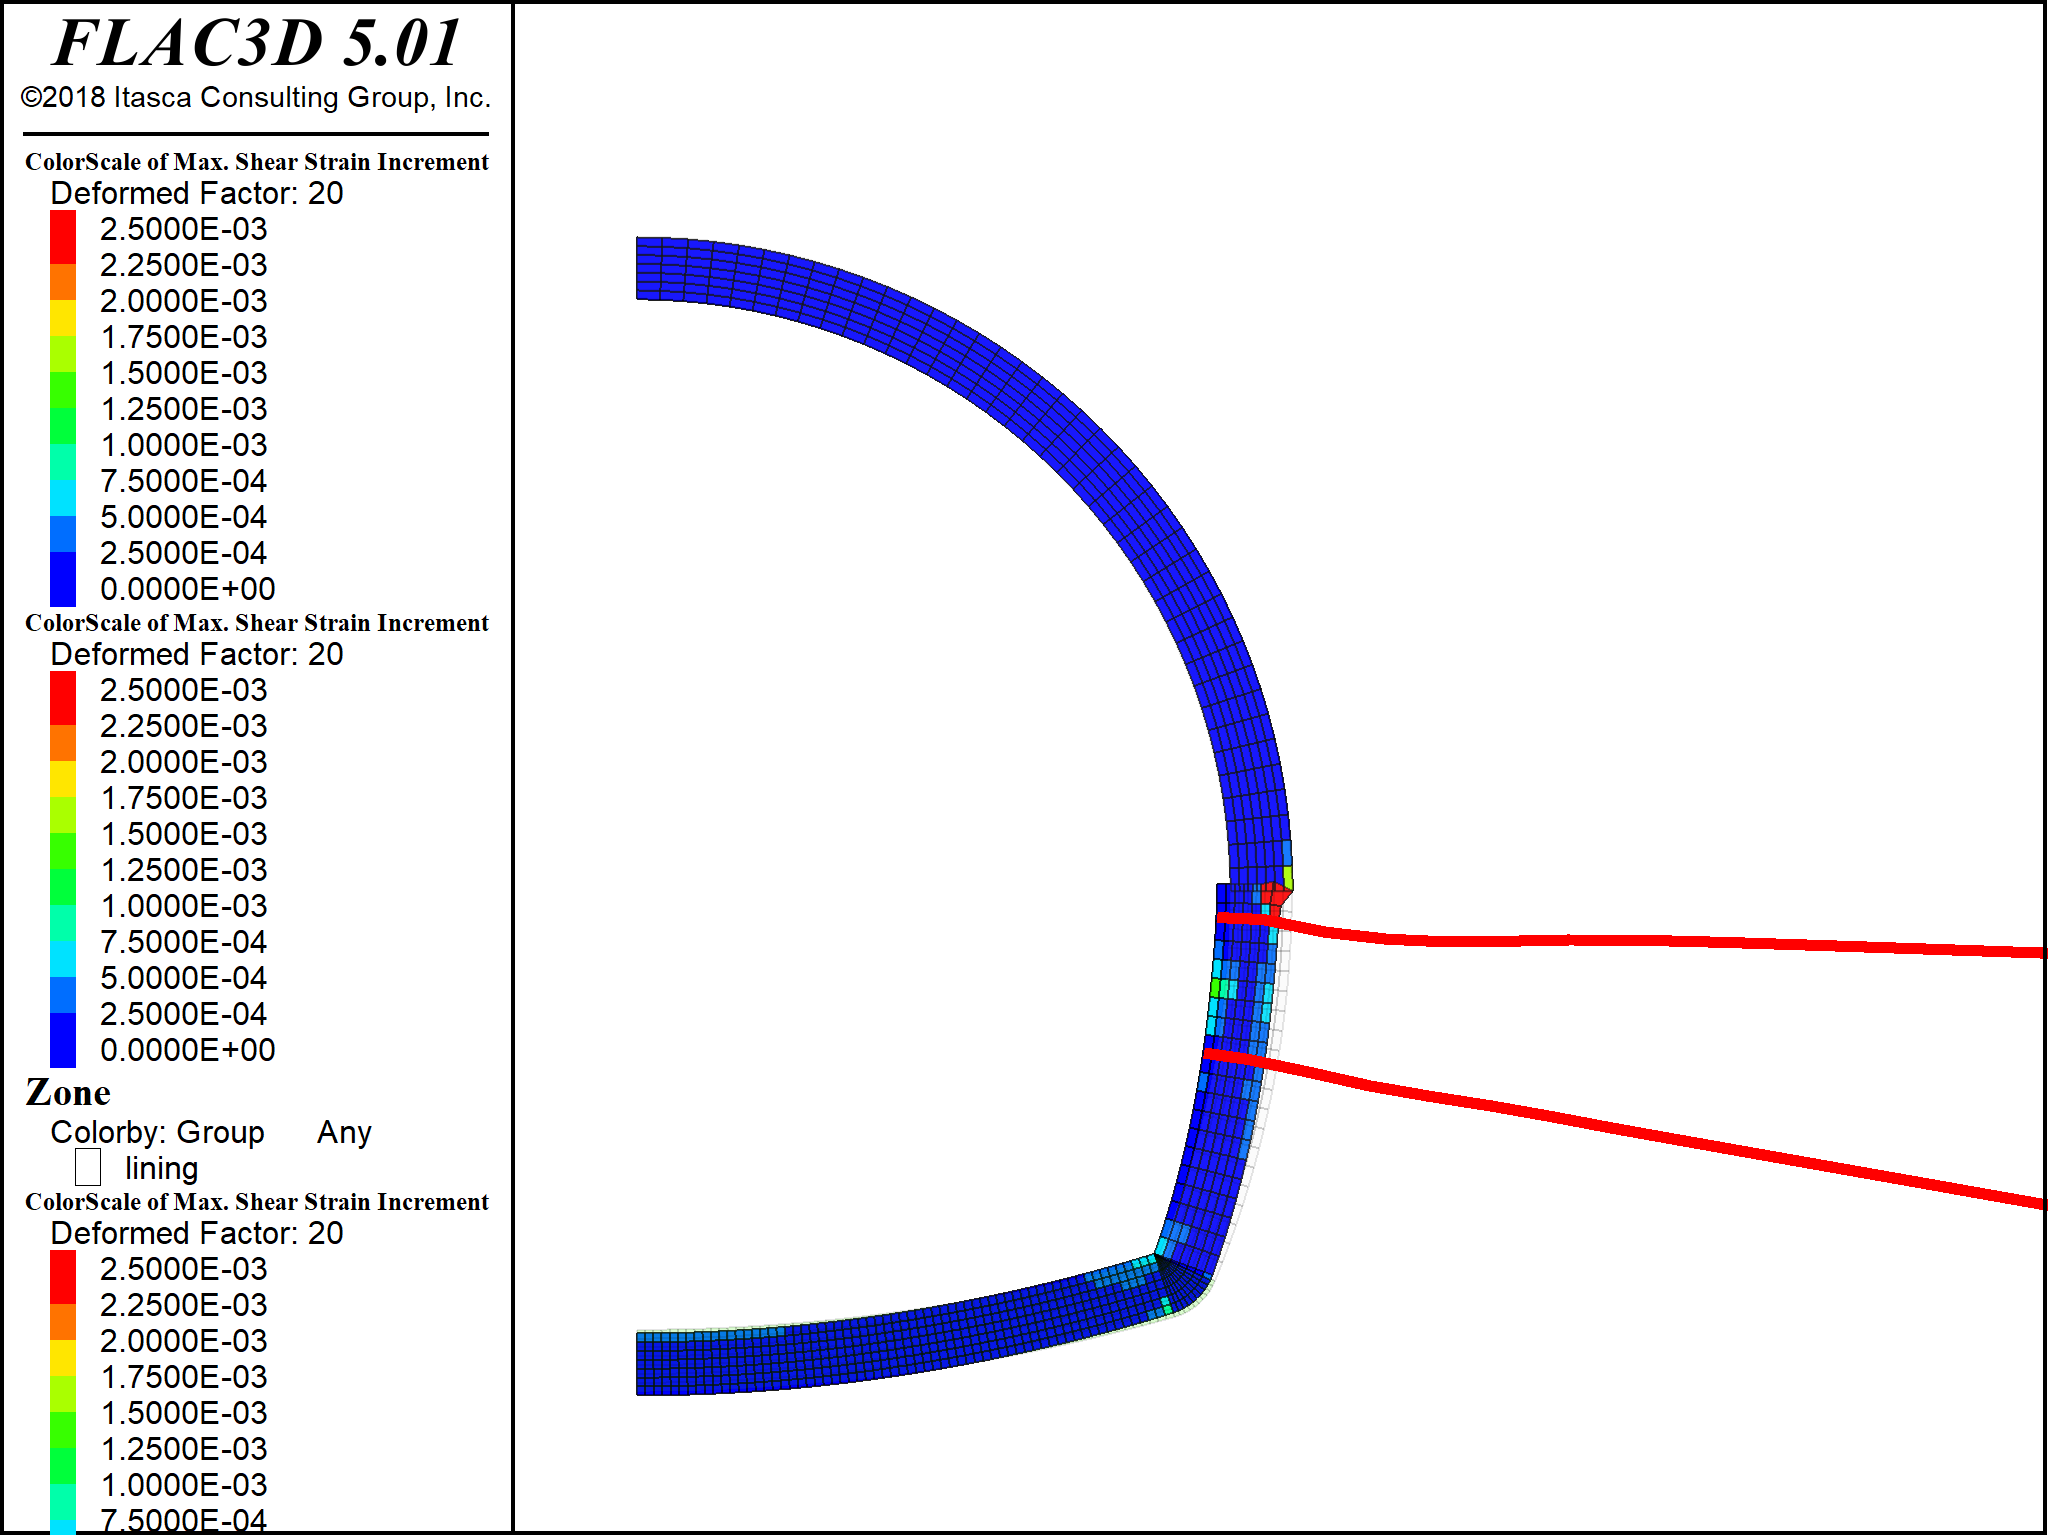 FLAC3D 5.01
©2018 Itasca Consulting Group, Inc.
ColorScale of Max. Shear Strain Increment
Deformed Factor: 20
2.5000E-03
2.2500E-03
2.0000E-03
1.7500E-03
1.5000E-03
1.2500E-03
1.0000E-03
7.5000E-04
5.0000E-04
2.5000E-04
0.0000E+00
ColorScale of Max. Shear Strain Increment
Deformed Factor: 20
2.5000E-03
2.2500E-03
2.0000E-03
1.7500E-03
1.5000E-03
1.2500E-03
1.0000E-03
7.5000E-04
5.0000E-04
2.5000E-04
0.0000E+00
Zone
Colorby: Group Any
lining
ColorScale of Max. Shear Strain Increment
Deformed Factor: 20
2.5000E-03
2.2500E-03
2.0000E-03
1.7500E-03
1.5000E-03
1.2500E-03
1.0000E-03
7.5000E-04